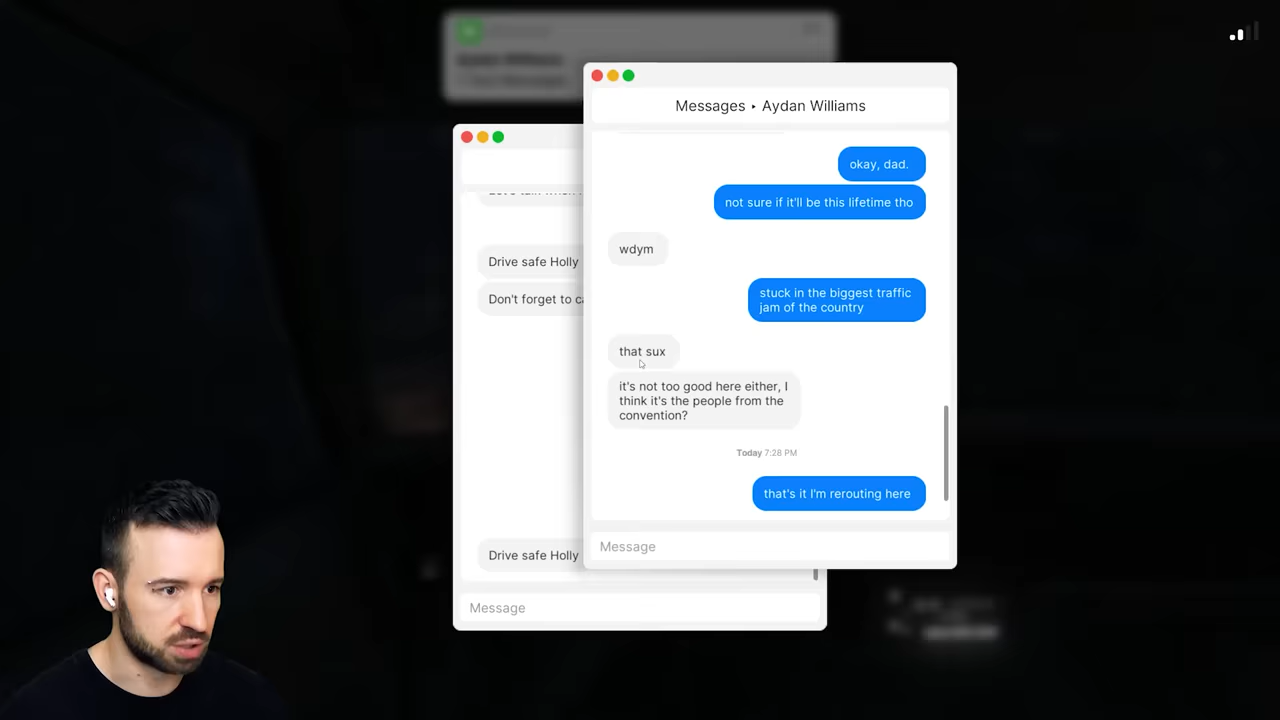 Messages ▸ Aydan Williams
okay, dad.
not sure if it'll be this lifetime tho
wdym
stuck in the biggest traffic
jam of the country
that sux
it's not too good here either, I
think it's the people from the
convention?
Today 7:28 PM
that's it I'm rerouting here
Message
Drive safe Holly
Don't forget to
Drive safe Holly
Message